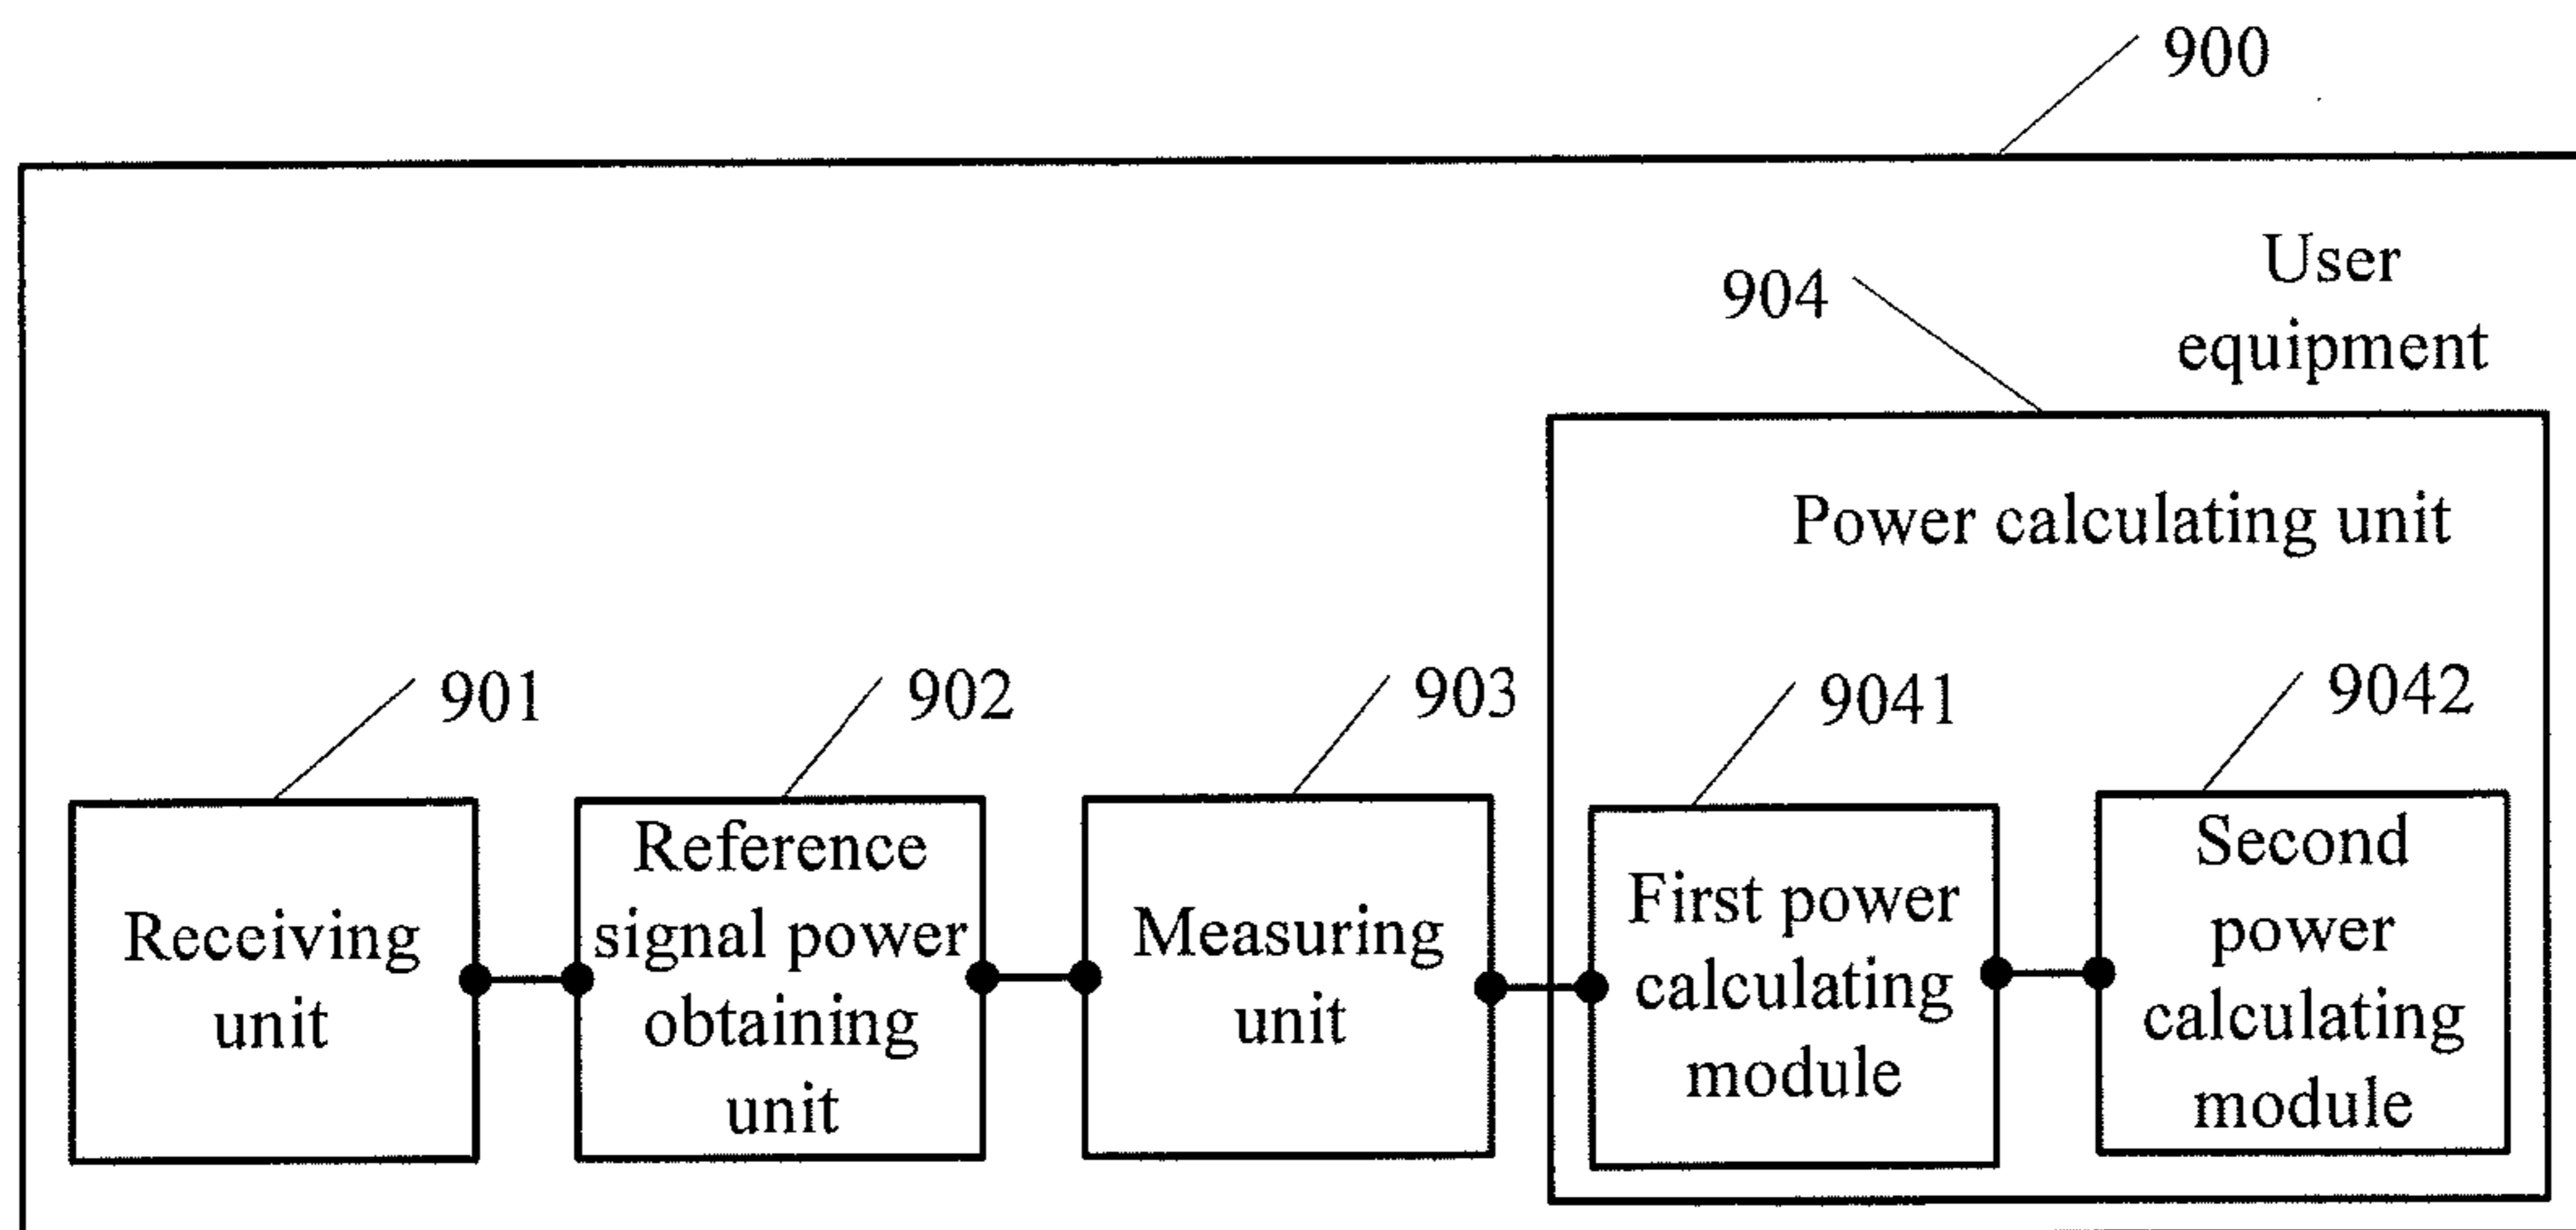 900
User
equipment
904
Power calculating unit
901
902
903
9041
9042
Receiving
unit
Reference
signal power
obtaining
unit
Measuring
unit
First power
calculating
module
Second
power
calculating
module